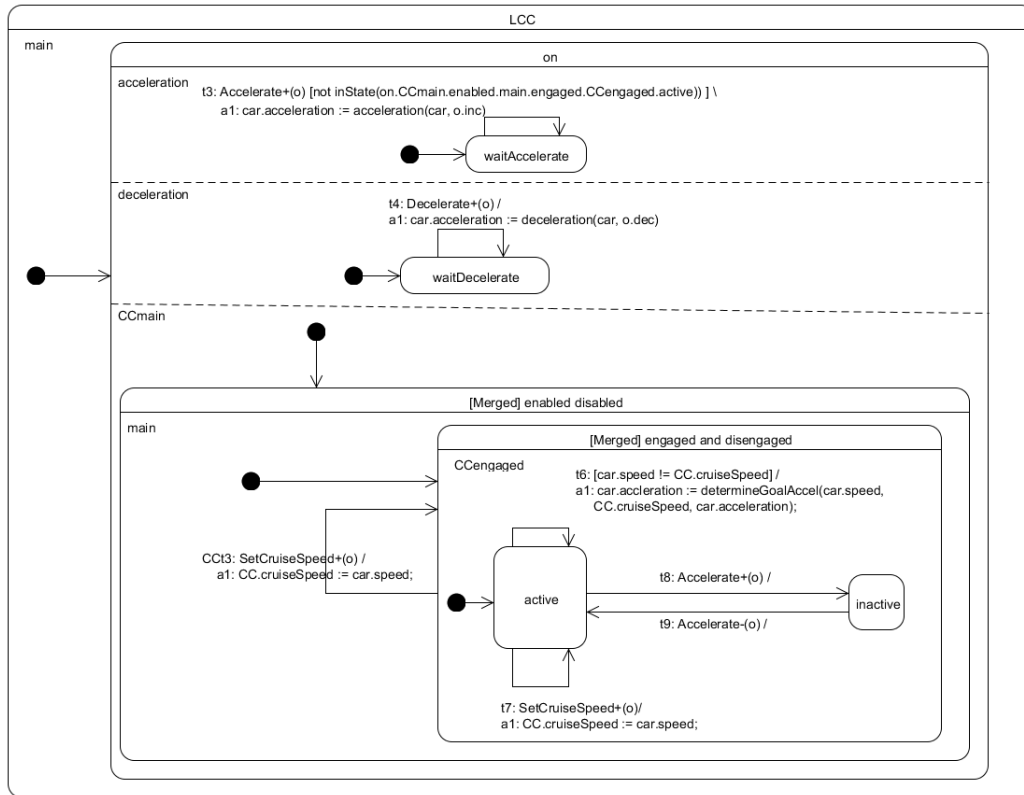 LCC
main
on
acceleration
t3: Accelerate+(o) [not inState(on.CCmain.enabled.main.engaged.CCengaged.active)) ] \
a1: car.acceleration := acceleration(car, o.inc)
waitAccelerate
deceleration
t4: Decelerate+(o) /
a1: car.acceleration := deceleration(car, o.dec)
waitDecelerate
CCmain
[Merged] enabled disabled
main
[Merged] engaged and disengaged
CCengaged
t6: [car.speed != CC.cruiseSpeed] /
a1: car.accleration := determineGoalAccel(car.speed,
CC.cruiseSpeed, car.acceleration);
CCt3: SetCruiseSpeed+(o) /
a1: CC.cruiseSpeed := car.speed;
active
t8: Accelerate+(o) /
inactive
t9: Accelerate-(o) /
t7: SetCruiseSpeed+(o)/
a1: CC.cruiseSpeed := car.speed;